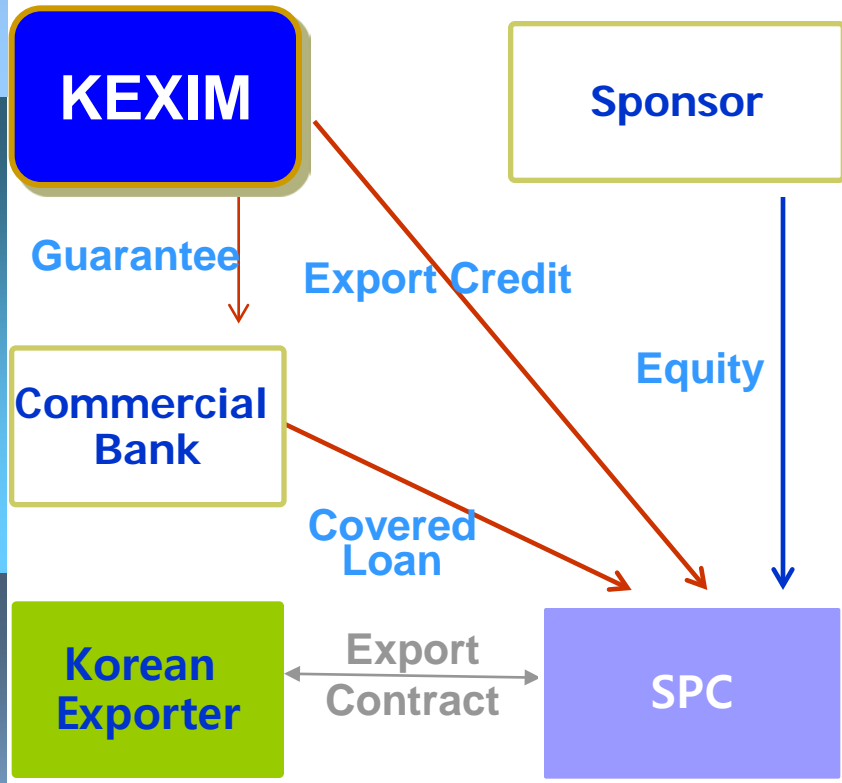 KEXIM
Sponsor
Guarantee
Export Credit
Equity
Commercial
Bank
Covered
Loan
Korean
Exporter
Export
Contract
SPC